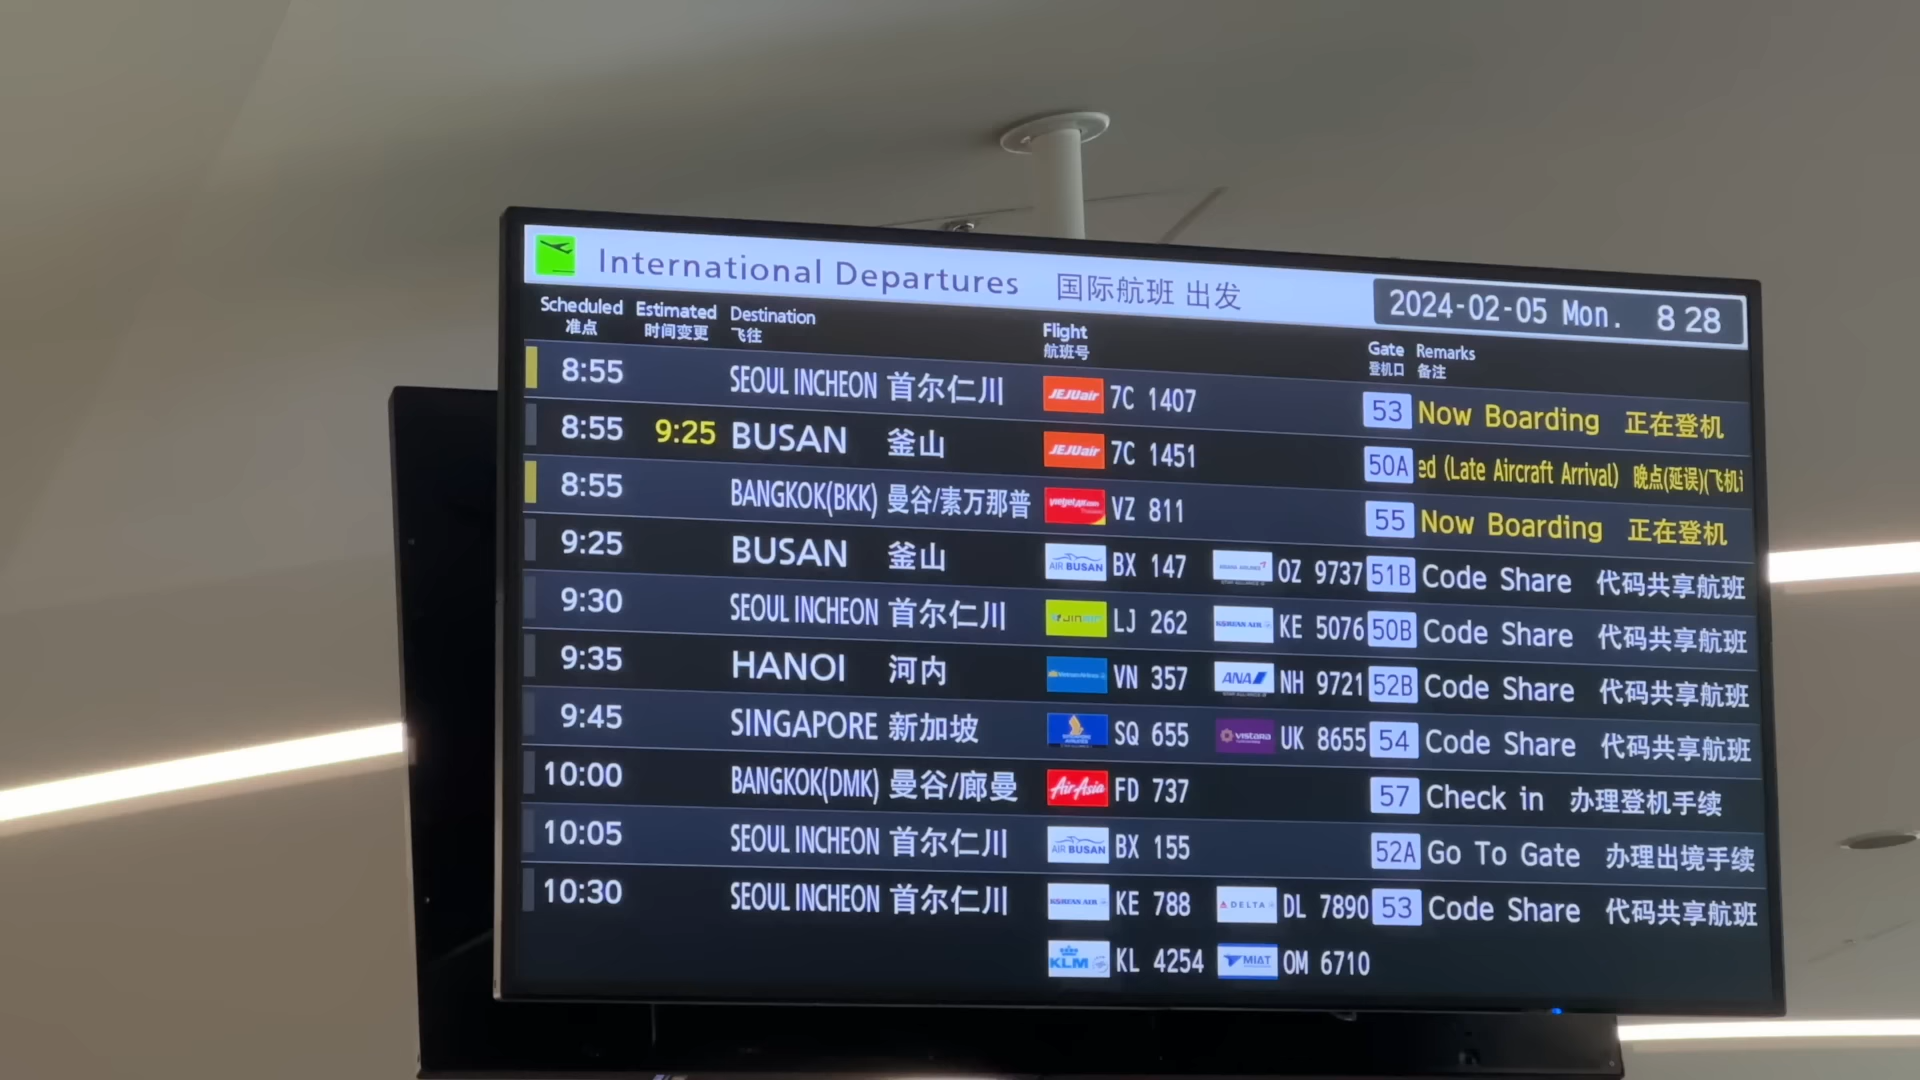 International Departures 国际航班 出发 2024-02-05 Mon. 8 28
Scheduled Estimated Destination Flight Gate Remarks
准点 时间变更 飞往 航班号 登机口 备注
8:55 SEOUL INCHEON 首尔仁川 JEJUair 7C 1407 53 Now Boarding 正在登机
8:55 9:25 BUSAN 釜山 JEJUair 7C 1451 50A ed (Late Aircraft Arrival) 晚点(延误)(飞机
8:55 BANGKOK(BKK) 曼谷/素万那普 vietjetair.com VZ 811 55 Now Boarding 正在登机
9:25 BUSAN 釜山 AIR BUSAN BX 147 ASIANA AIRLINES OZ 9737 51B Code Share 代码共享航班
9:30 SEOUL INCHEON 首尔仁川 JINAIR LJ 262 KOREAN AIR KE 5076 50B Code Share 代码共享航班
9:35 HANOI 河内 VN 357 ANA NH 9721 52B Code Share 代码共享航班
9:45 SINGAPORE 新加坡 SQ 655 vistara UK 8655 54 Code Share 代码共享航班
10:00 BANGKOK(DMK) 曼谷/廊曼 AirAsia FD 737 57 Check in 办理登机手续
10:05 SEOUL INCHEON 首尔仁川 AIR BUSAN BX 155 52A Go To Gate 办理出境手续
10:30 SEOUL INCHEON 首尔仁川 KOREAN AIR KE 788 DELTA DL 7890 53 Code Share 代码共享航班
KLM KL 4254 MIAT OM 6710